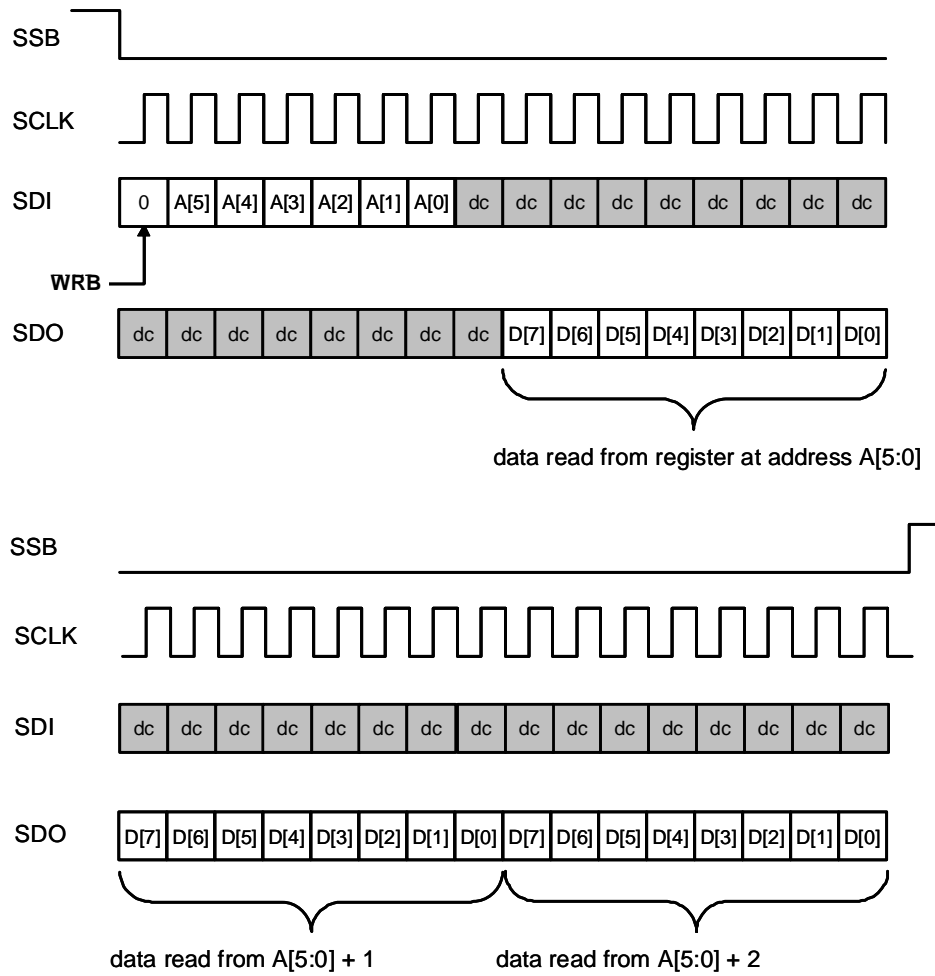 SSB
SCLK
SDI 0 A[5] A[4] A[3] A[2] A[1] A[0] dc dc dc dc dc dc dc dc dc
WRB
SDO dc dc dc dc dc dc dc dc D[7] D[6] D[5] D[4] D[3] D[2] D[1] D[0]
data read from register at address A[5:0]
SSB
SCLK
SDI dc dc dc dc dc dc dc dc dc dc dc dc dc dc dc dc
SDO D[7] D[6] D[5] D[4] D[3] D[2] D[1] D[0] D[7] D[6] D[5] D[4] D[3] D[2] D[1] D[0]
data read from A[5:0] + 1 data read from A[5:0] + 2